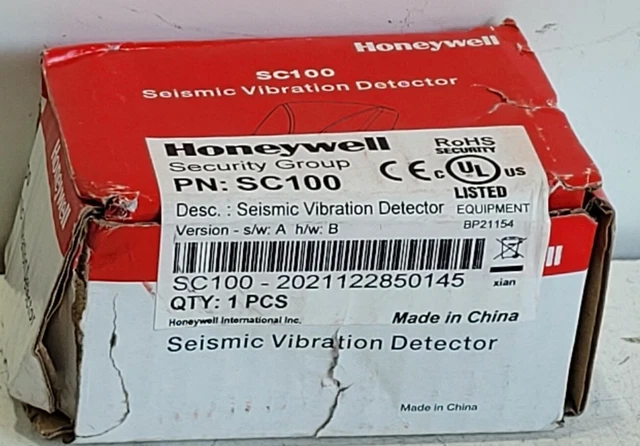 Honeywell
SC100
Seismic Vibration Detector
Honeywell
Honeywell
Security Group
PN: SC100
RoHS
SECURITY
CE c UL US
LISTED
EQUIPMENT
BP21154
Desc. : Seismic Vibration Detector
Version - s/w: A h/w: B
SC100 - 2021122850145
xian
QTY: 1 PCS
Honeywell International Inc.
Made in China
Seismic Vibration Detector
Made in China